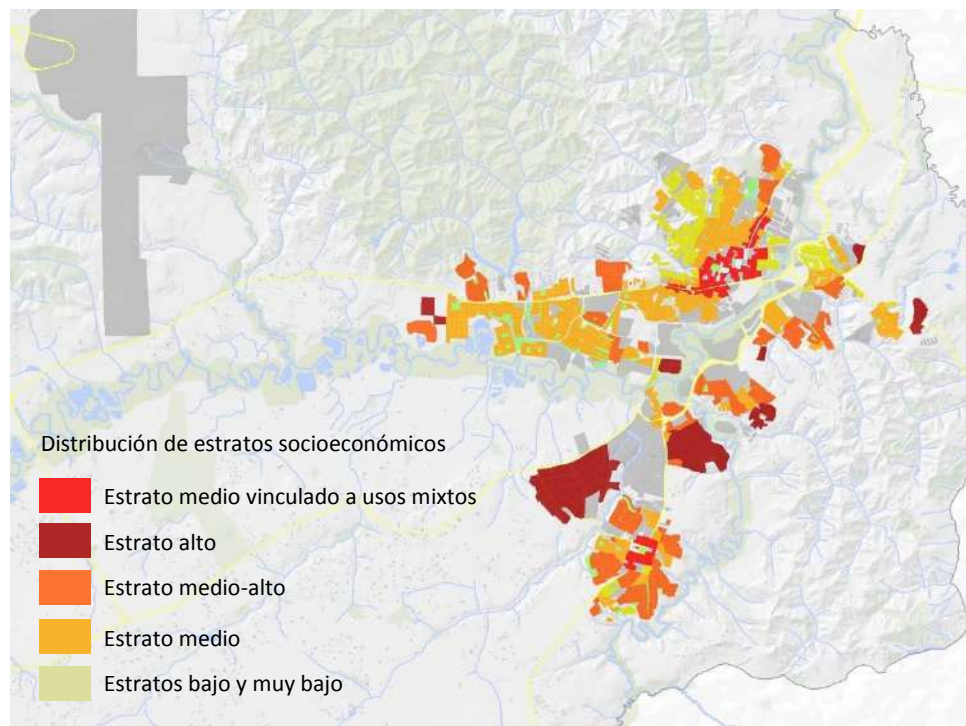 Distribución de estratos socioeconómicos
Estrato medio vinculado a usos mixtos
Estrato alto
Estrato medio-alto
Estrato medio
Estratos bajo y muy bajo